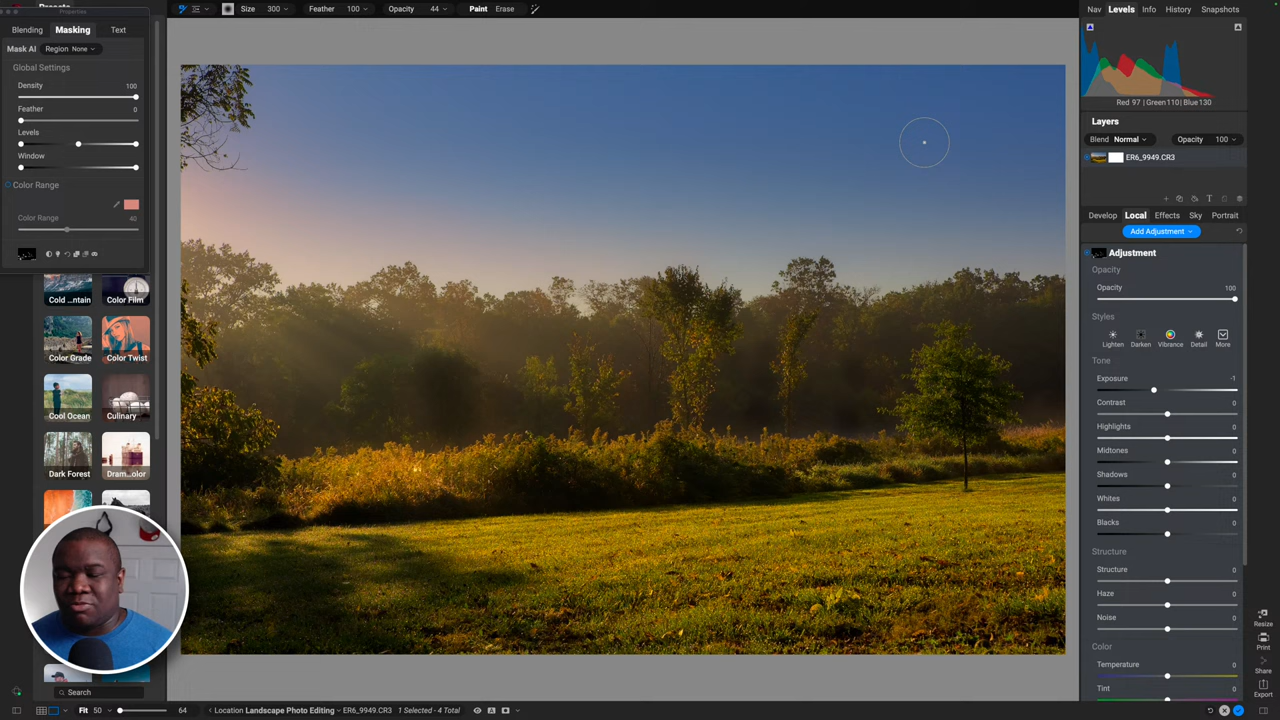 Presets
Size 300 Feather 100 Opacity 44 Paint Erase
Nav Levels Info History Snapshots
Properties
Blending Masking Text
Mask AI Region None
Global Settings
Density 100
Feather 0
Levels
Window
Color Range
Color Range 40
Cold ...ntain Color Film
Color Grade Color Twist
Cool Ocean Culinary
Dark Forest Dram...olor
Search
Red 97 | Green110| Blue130
Layers
Blend Normal Opacity 100
ER6_9949.CR3
Develop Local Effects Sky Portrait
Add Adjustment
Adjustment
Opacity
Opacity 100
Styles
Lighten Darken Vibrance Detail More
Tone
Exposure -1
Contrast 0
Highlights 0
Midtones 0
Shadows 0
Whites 0
Blacks 0
Structure
Structure 0
Haze 0
Noise 0
Color
Temperature 0
Tint 0
Resize
Print
Share
Export
Fit 50 64
Location Landscape Photo Editing ER6_9949.CR3 1 Selected - 4 Total